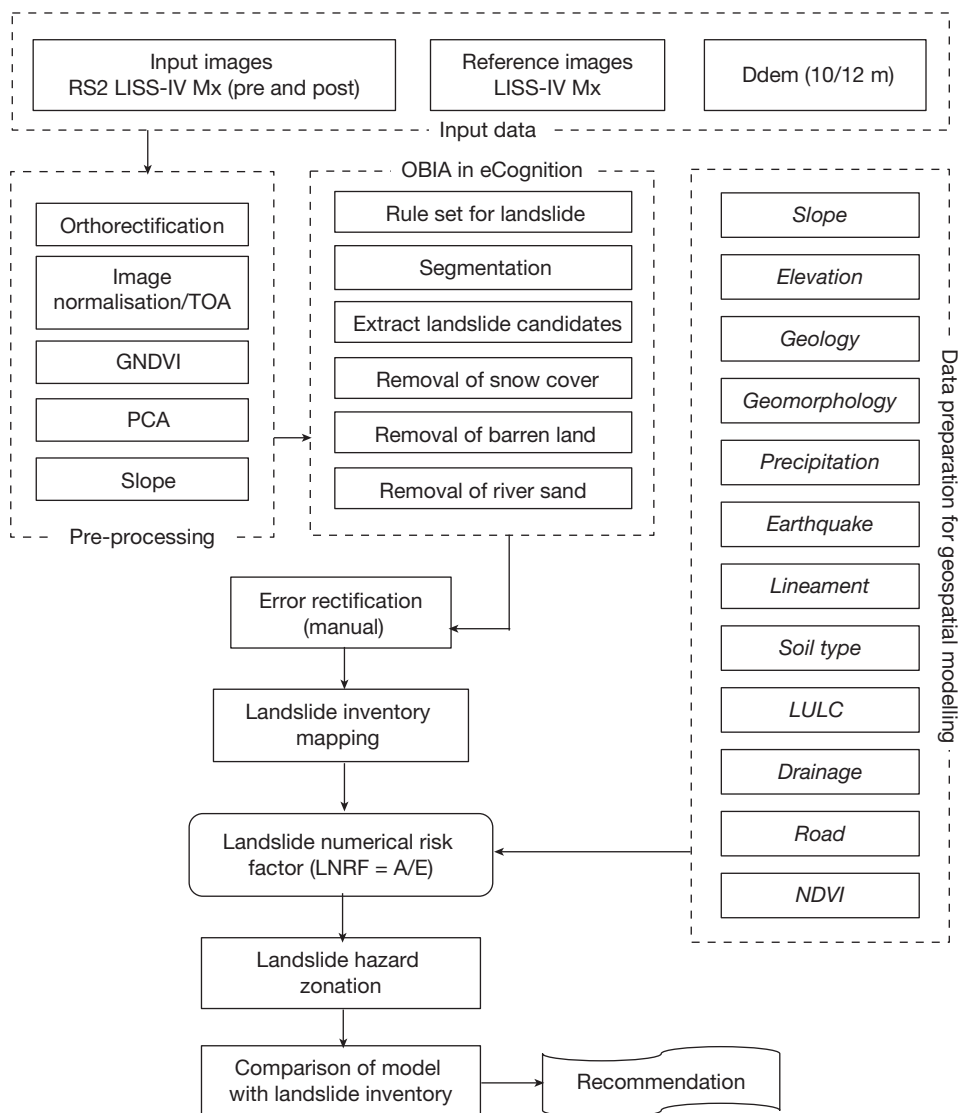 Input images
RS2 LISS-IV Mx (pre and post)
Reference images
LISS-IV Mx
Ddem (10/12 m)
Input data
Orthorectification
Image
normalisation/TOA
GNDVI
PCA
Slope
Pre-processing
OBIA in eCognition
Rule set for landslide
Segmentation
Extract landslide candidates
Removal of snow cover
Removal of barren land
Removal of river sand
Slope
Elevation
Geology
Geomorphology
Precipitation
Earthquake
Lineament
Soil type
LULC
Drainage
Road
NDVI
Data preparation for geospatial modelling
Error rectification
(manual)
Landslide inventory
mapping
Landslide numerical risk
factor (LNRF = A/E)
Landslide hazard
zonation
Comparison of model
with landslide inventory
Recommendation